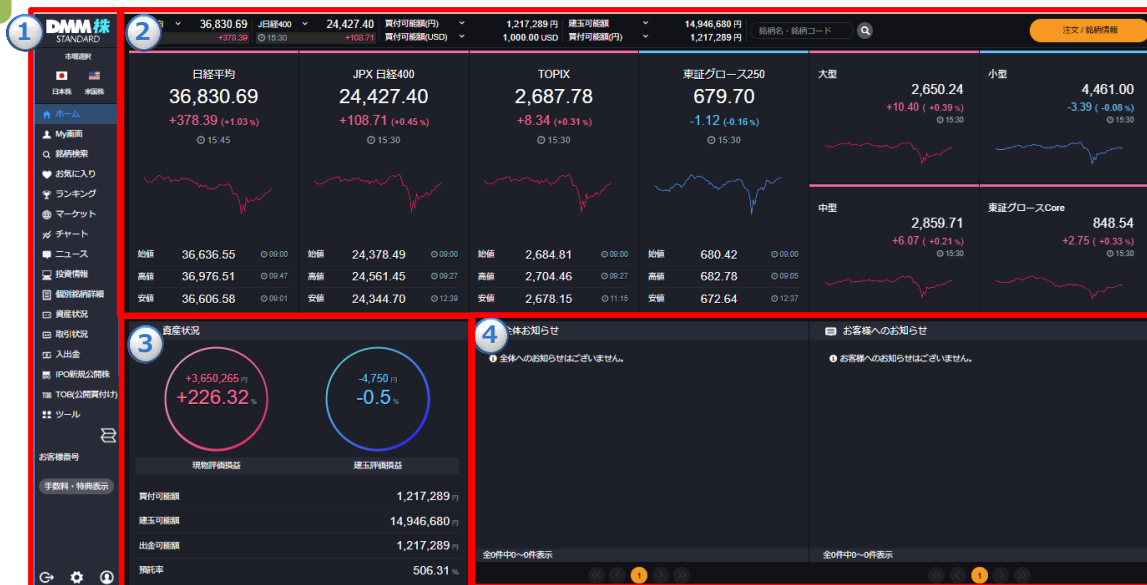 1
DMM株
STANDARD
市場選択
日本株 米国株
ホーム
My画面
銘柄検索
お気に入り
ランキング
マーケット
チャート
ニュース
投資情報
個別銘柄詳細
資産状況
取引状況
入出金
IPO新規公開株
TOB TOB(公開買付け)
ツール
お客様番号
手数料・特典表示
2
36,830.69 J日経400 24,427.40 買付可能額(円) 1,217,289 円 建玉可能額 14,946,680 円 銘柄名・銘柄コード 注文 / 銘柄情報
+378.39 15:30 +108.71 買付可能額(USD) 1,000.00 USD 買付可能額(円) 1,217,289 円
日経平均
36,830.69
+378.39 (+1.03 %)
15:45
始値 36,636.55 09:00
高値 36,976.51 09:47
安値 36,606.58 09:01
JPX 日経400
24,427.40
+108.71 (+0.45 %)
15:30
始値 24,378.49 09:00
高値 24,561.45 09:27
安値 24,344.70 12:39
TOPIX
2,687.78
+8.34 (+0.31 %)
15:30
始値 2,684.81 09:00
高値 2,704.46 09:27
安値 2,678.15 11:15
東証グロース250
679.70
-1.12 (-0.16 %)
15:30
始値 680.42 09:00
高値 682.78 09:05
安値 672.64 12:37
大型
2,650.24
+10.40 ( +0.39 %)
15:30
小型
4,461.00
-3.39 ( -0.08 %)
15:30
中型
2,859.71
+6.07 ( +0.21 %)
15:30
東証グロースCore
848.54
+2.75 ( +0.33 %)
15:30
3
資産状況
+3,650,265 円
+226.32 %
現物評価損益
-4,750 円
-0.5 %
建玉評価損益
買付可能額 1,217,289 円
建玉可能額 14,946,680 円
出金可能額 1,217,289 円
預託率 506.31 %
4
全体お知らせ
全体へのお知らせはございません。
全0件中0～0件表示
1
お客様へのお知らせ
お客様へのお知らせはございません。
全0件中0～0件表示
1